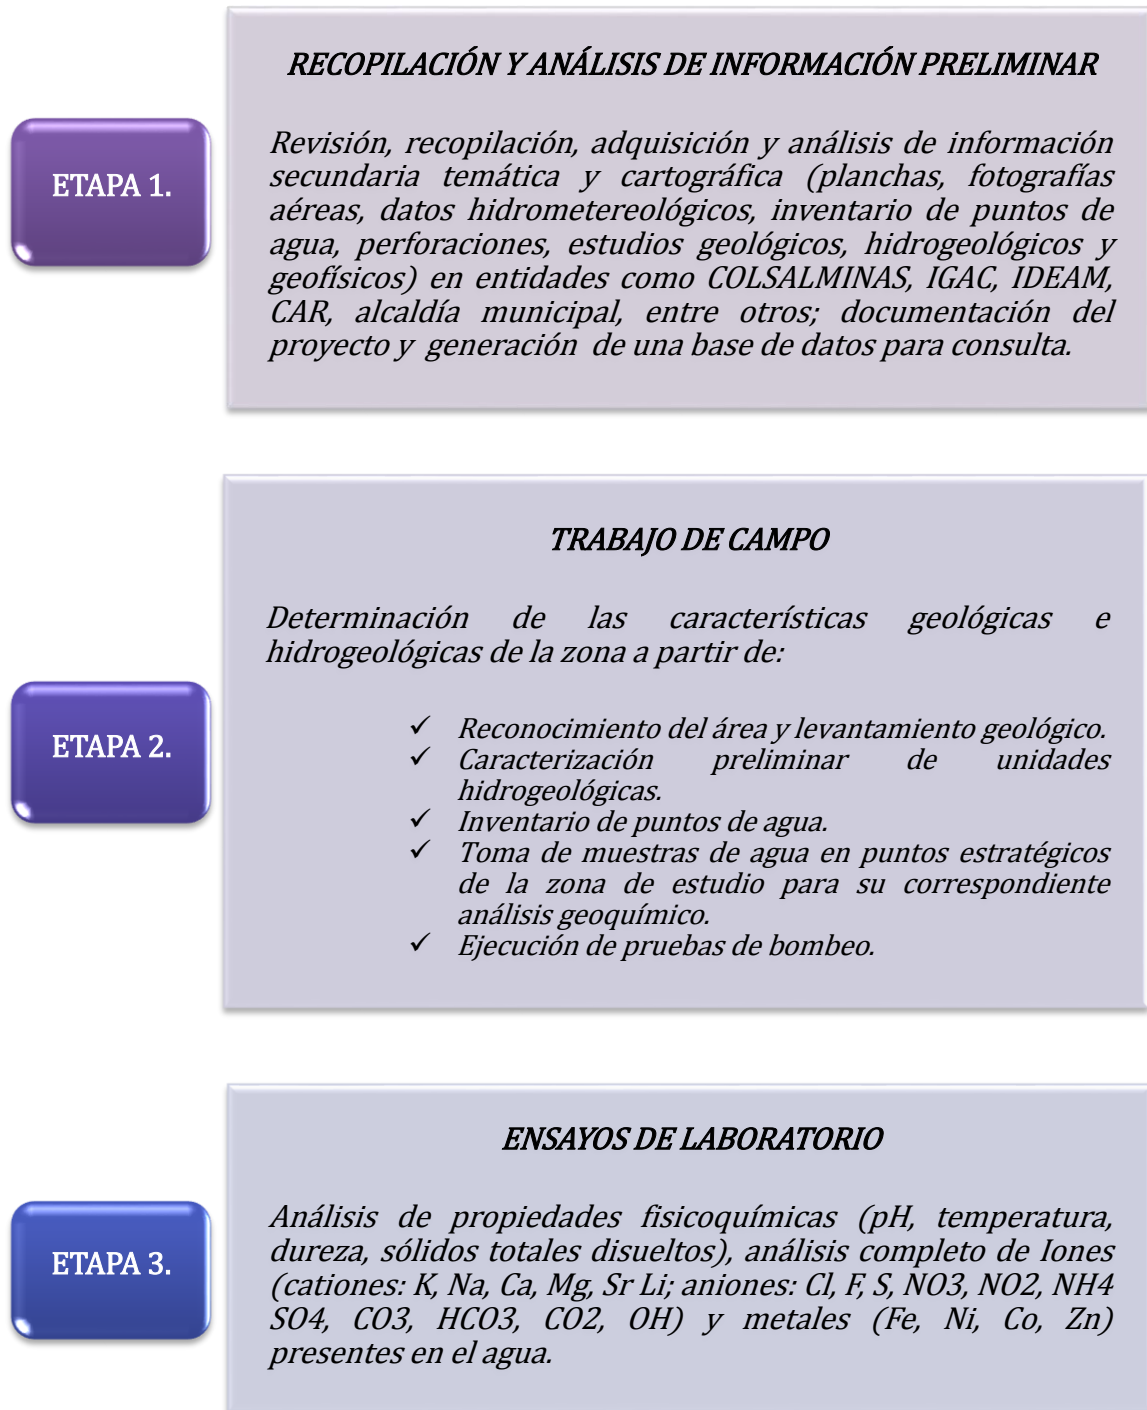 RECOPILACIÓN Y ANÁLISIS DE INFORMACIÓN PRELIMINAR
ETAPA 1.
Revisión, recopilación, adquisición y análisis de información
secundaria temática y cartográfica (planchas, fotografías
aéreas, datos hidrometereológicos, inventario de puntos de
agua, perforaciones, estudios geológicos, hidrogeológicos y
geofísicos) en entidades como COLSALMINAS, IGAC, IDEAM,
CAR, alcaldía municipal, entre otros; documentación del
proyecto y generación de una base de datos para consulta.
TRABAJO DE CAMPO
Determinación de las características geológicas e
hidrogeológicas de la zona a partir de:
ETAPA 2.
✓ Reconocimiento del área y levantamiento geológico.
✓ Caracterización preliminar de unidades
hidrogeológicas.
✓ Inventario de puntos de agua.
✓ Toma de muestras de agua en puntos estratégicos
de la zona de estudio para su correspondiente
análisis geoquímico.
✓ Ejecución de pruebas de bombeo.
ENSAYOS DE LABORATORIO
ETAPA 3.
Análisis de propiedades fisicoquímicas (pH, temperatura,
dureza, sólidos totales disueltos), análisis completo de Iones
(cationes: K, Na, Ca, Mg, Sr Li; aniones: Cl, F, S, NO3, NO2, NH4
SO4, CO3, HCO3, CO2, OH) y metales (Fe, Ni, Co, Zn)
presentes en el agua.